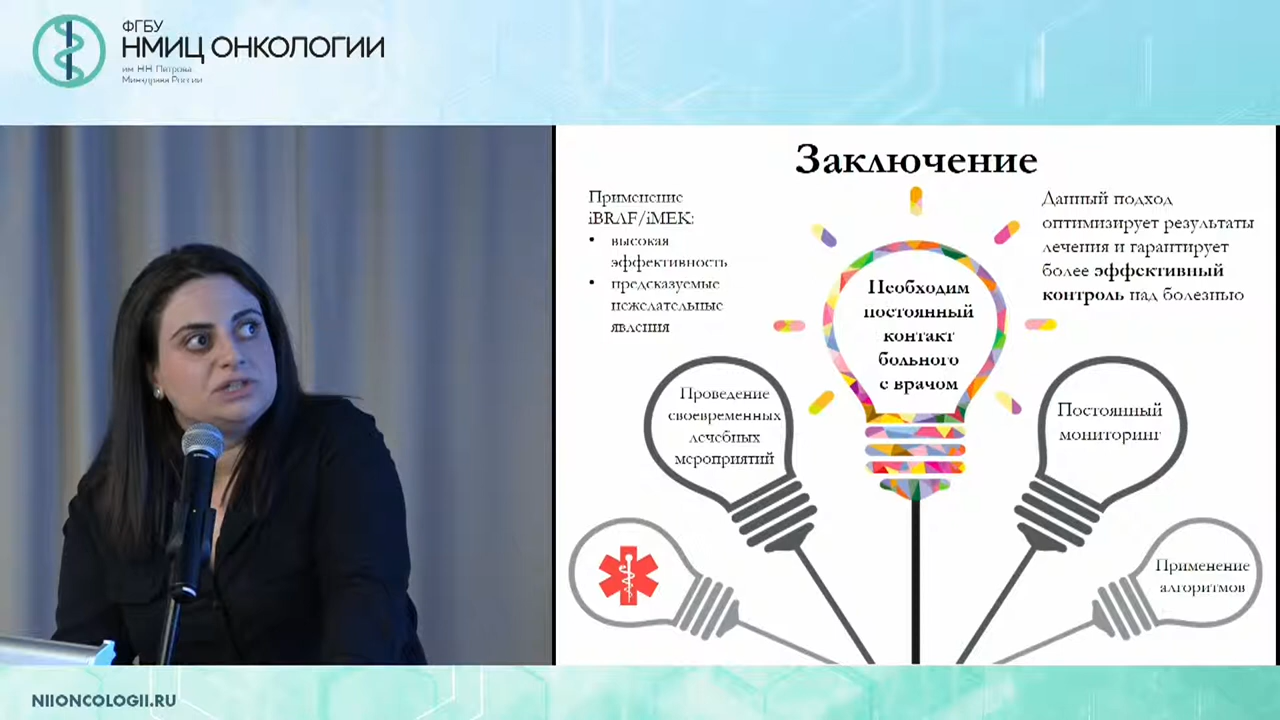 ФГБУ
НМИЦ ОНКОЛОГИИ
им. Н.Н. Петрова
Минздрава России
Заключение
Применение
iBRAF/iMEK:
• высокая
эффективность
• предсказуемые
нежелательные
явления
Данный подход
оптимизирует результаты
лечения и гарантирует
более эффективный
контроль над болезнью
Необходим
постоянный
контакт
больного
с врачом
Проведение
своевременных
лечебных
мероприятий
Постоянный
мониторинг
Применение
алгоритмов
NIIONCOLOGII.RU